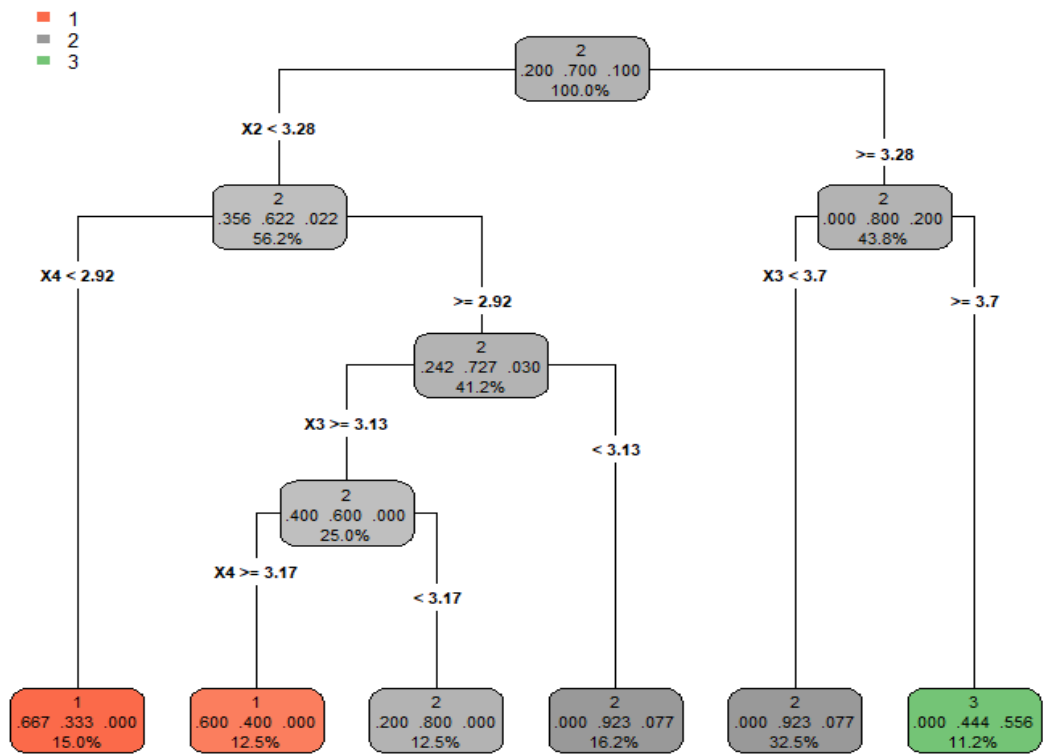 1
2
3
2
.200 .700 .100
100.0%
X2 < 3.28
>= 3.28
2
.356 .622 .022
56.2%
2
.000 .800 .200
43.8%
X4 < 2.92
>= 2.92
X3 < 3.7
>= 3.7
2
.242 .727 .030
41.2%
X3 >= 3.13
< 3.13
2
.400 .600 .000
25.0%
X4 >= 3.17
< 3.17
1
.667 .333 .000
15.0%
1
.600 .400 .000
12.5%
2
.200 .800 .000
12.5%
2
.000 .923 .077
16.2%
2
.000 .923 .077
32.5%
3
.000 .444 .556
11.2%